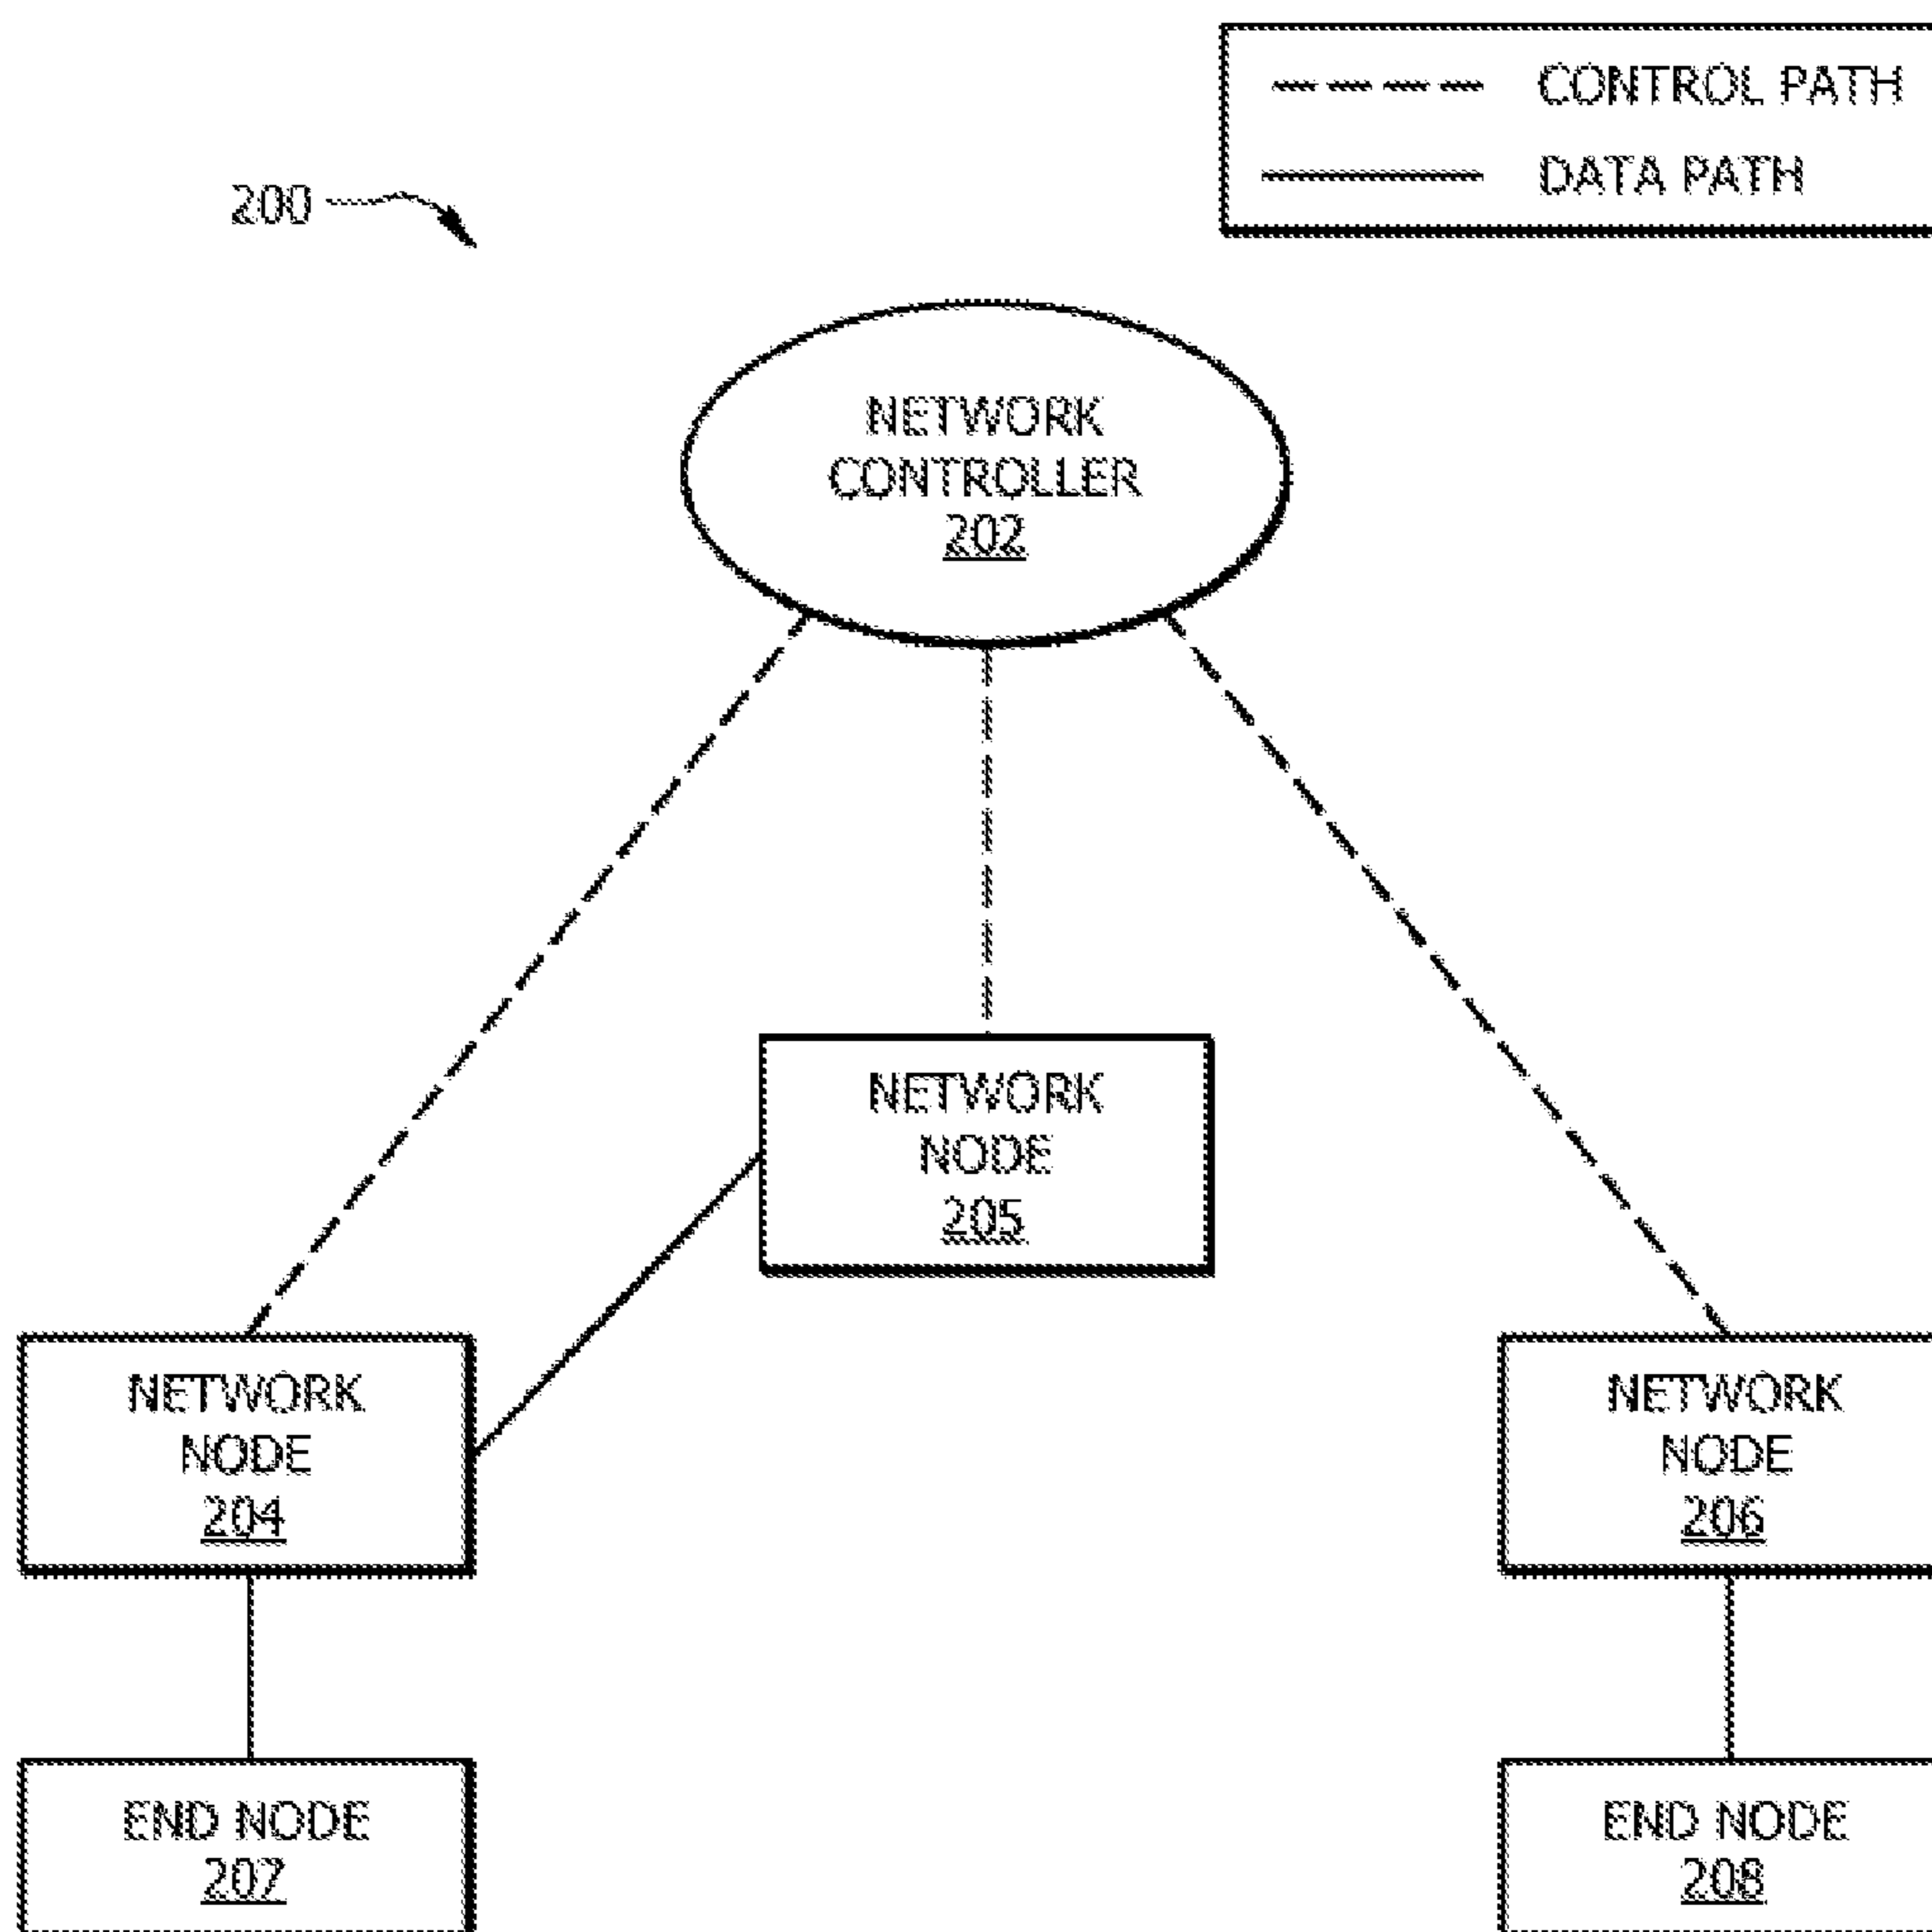 CONTROL PATH
DATA PATH
200
NETWORK
CONTROLLER
202
NETWORK
NODE
205
NETWORK
NODE
204
NETWORK
NODE
206
END NODE
207
END NODE
208